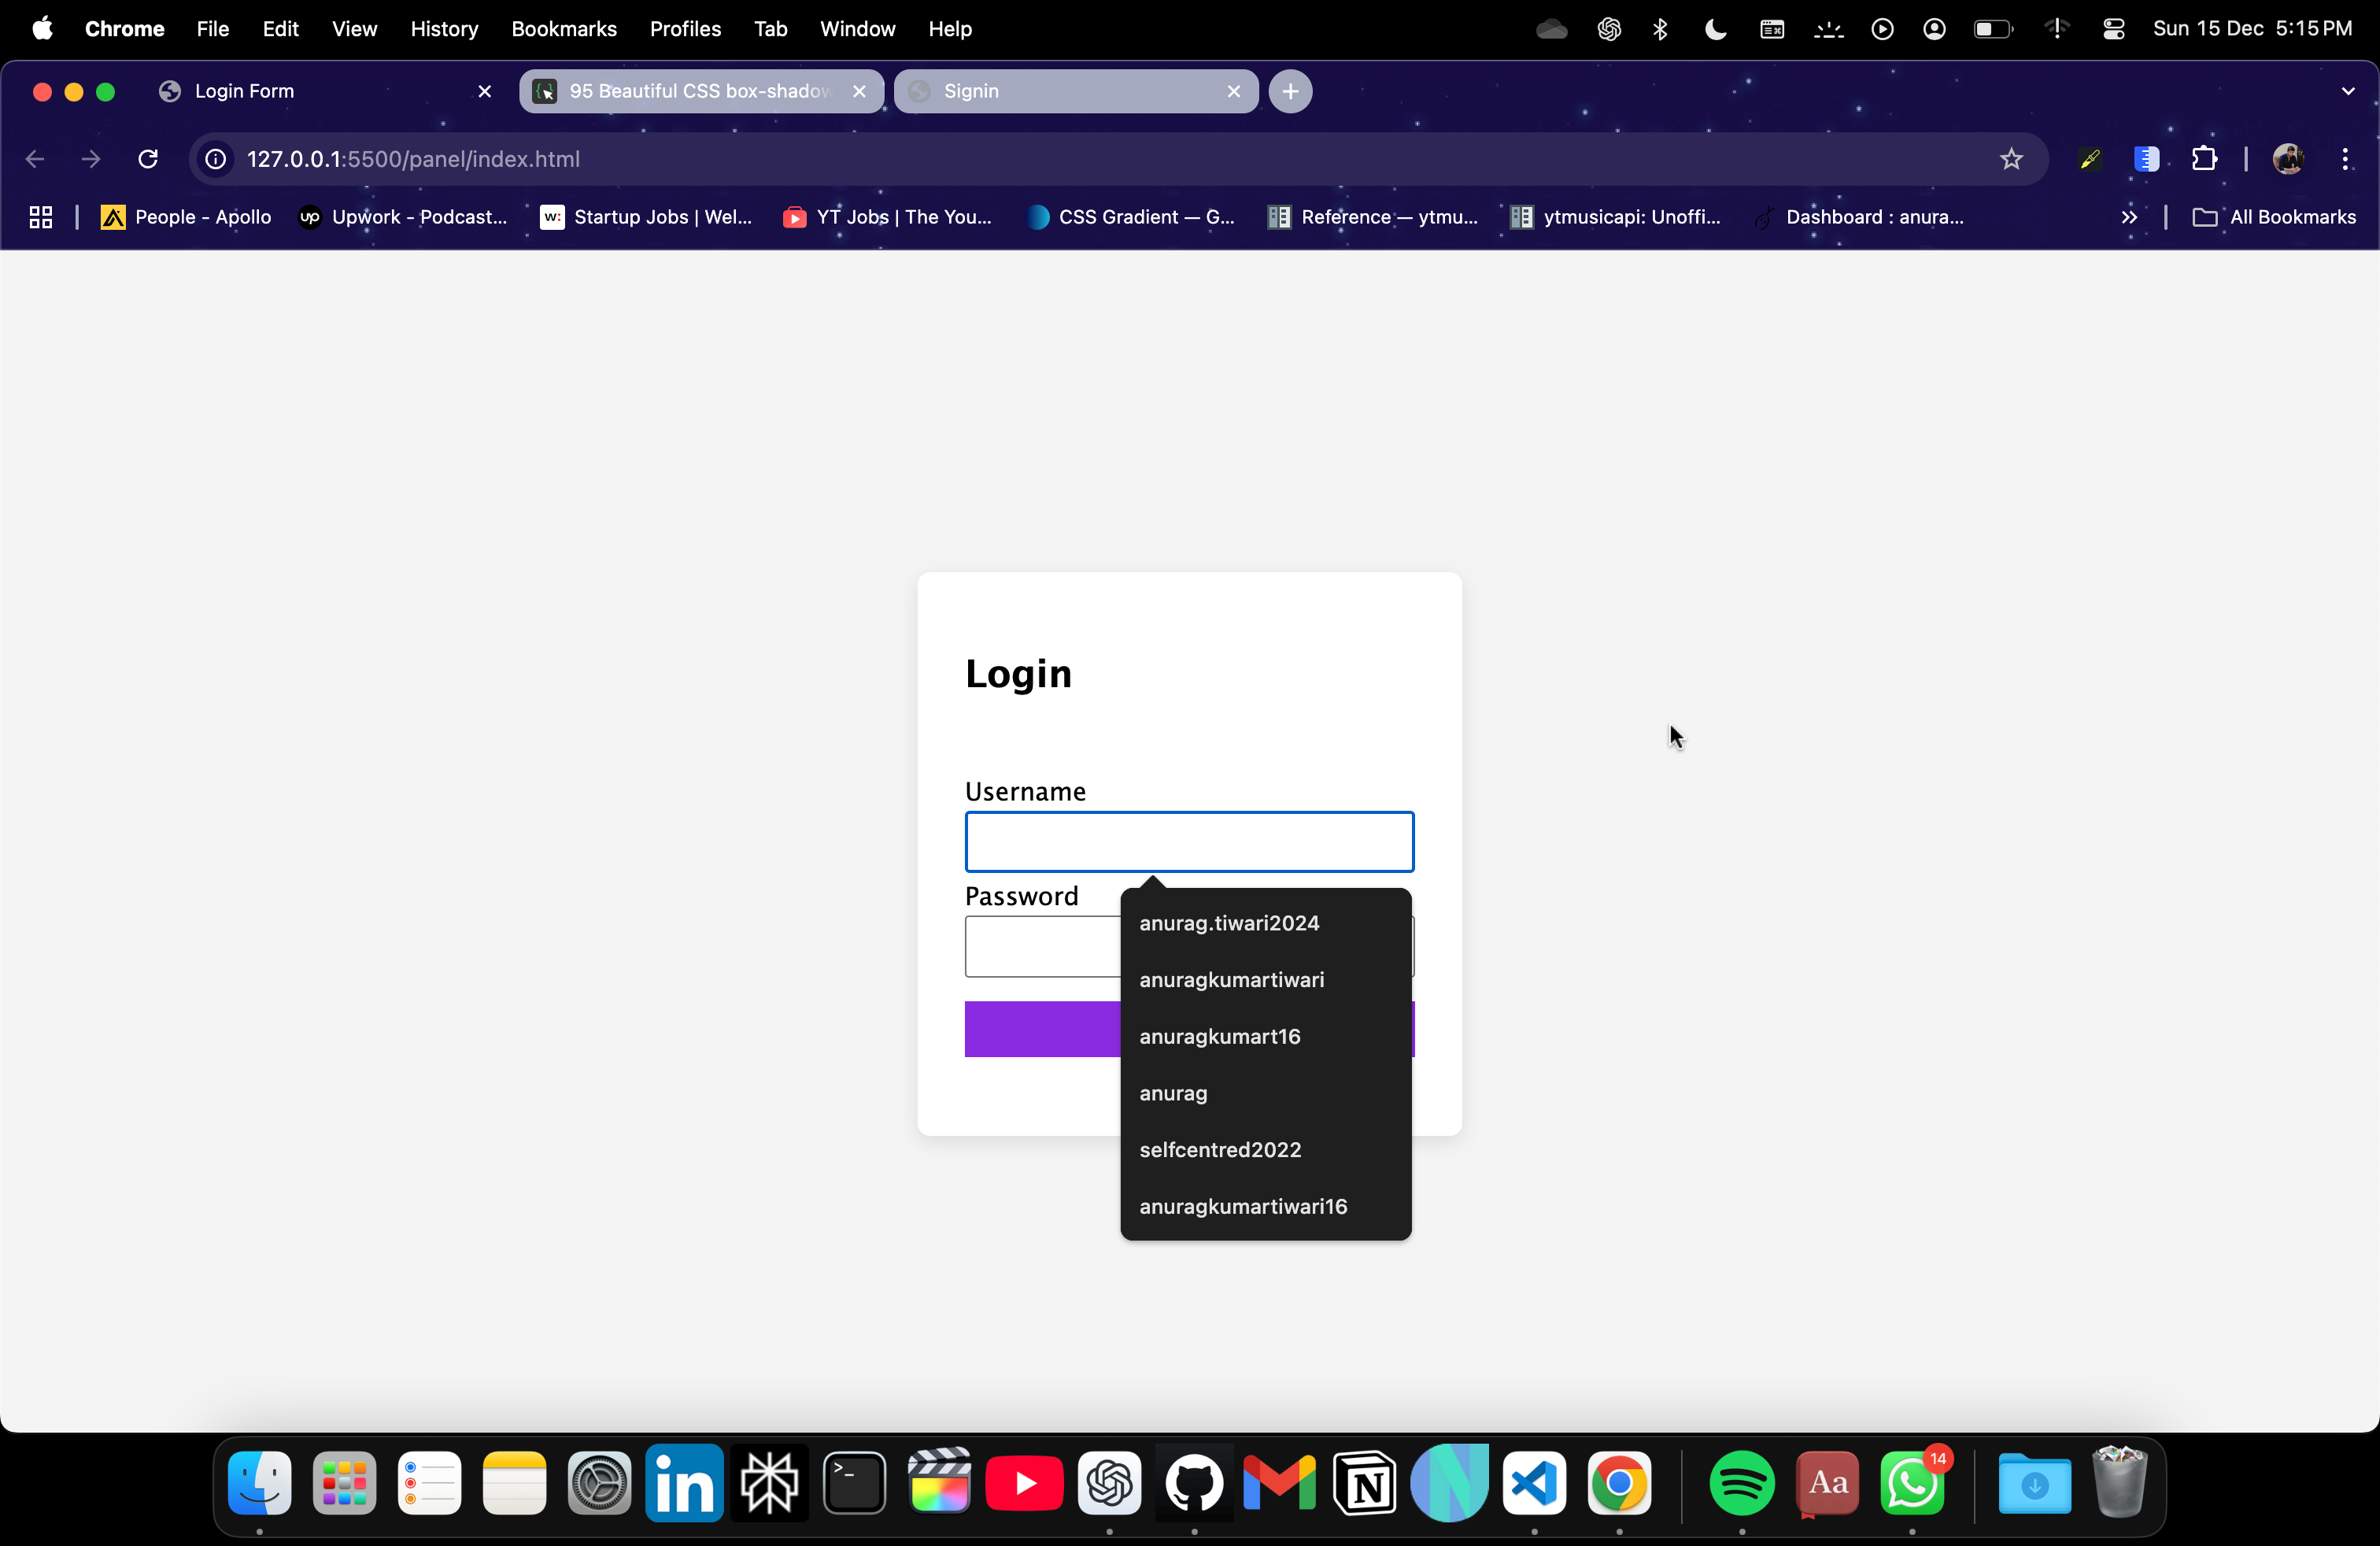 Chrome File Edit View History Bookmarks Profiles Tab Window Help Sun 15 Dec 5:15 PM
Login Form 95 Beautiful CSS box-shadow Signin
127.0.0.1:5500/panel/index.html
People - Apollo up Upwork - Podcast... w: Startup Jobs | Wel... YT Jobs | The You... CSS Gradient — G... Reference — ytmu... ytmusicapi: Unoffi... Dashboard : anura... All Bookmarks
Login
Username
Password
anurag.tiwari2024
anuragkumartiwari
anuragkumart16
anurag
selfcentred2022
anuragkumartiwari16
in >_ N Aa 14